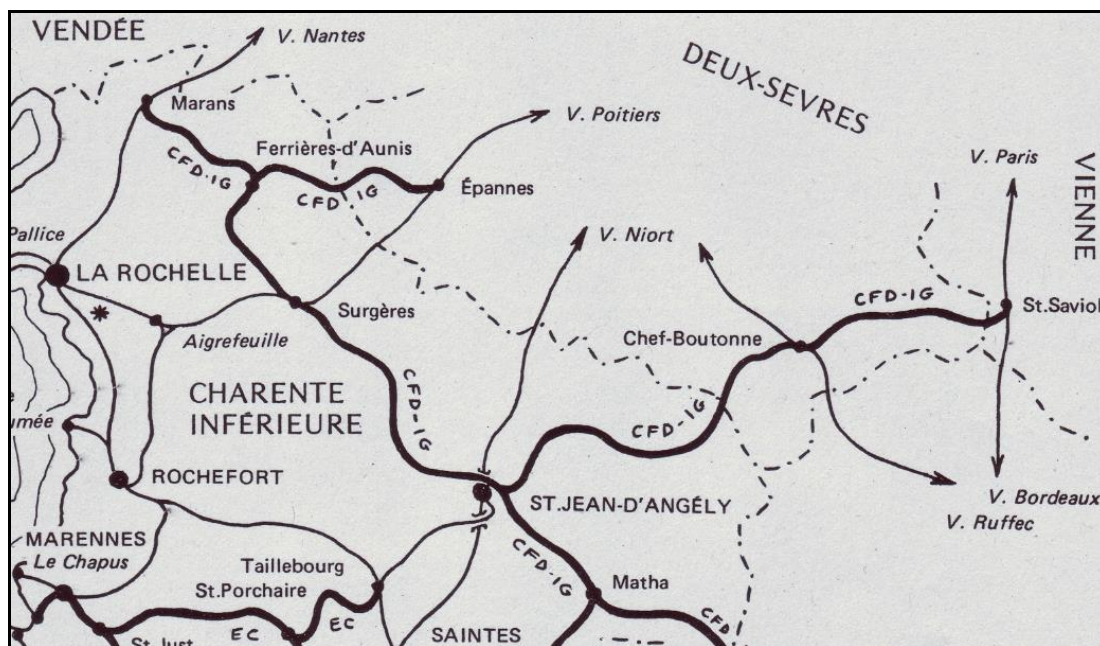 VENDÉE
V. Nantes
DEUX-SEVRES
Marans
V. Poitiers
Ferrières-d'Aunis
CFD-IG
V. Paris
VIENNE
CFD IG
Épannes
Pallice
V. Niort
LA ROCHELLE
CFD-IG
St.Saviol
Surgères
Aigrefeuille
Chef-Boutonne
CHARENTE
INFÉRIEURE
CFD-IG
CFD-IG
umée
ROCHEFORT
ST.JEAN-D'ANGÉLY
V. Bordeaux
V. Ruffec
MARENNES
Le Chapus
Taillebourg
CFD-IG
St.Porchaire
Matha
EC
EC
CFD
SAINTES
St.Just